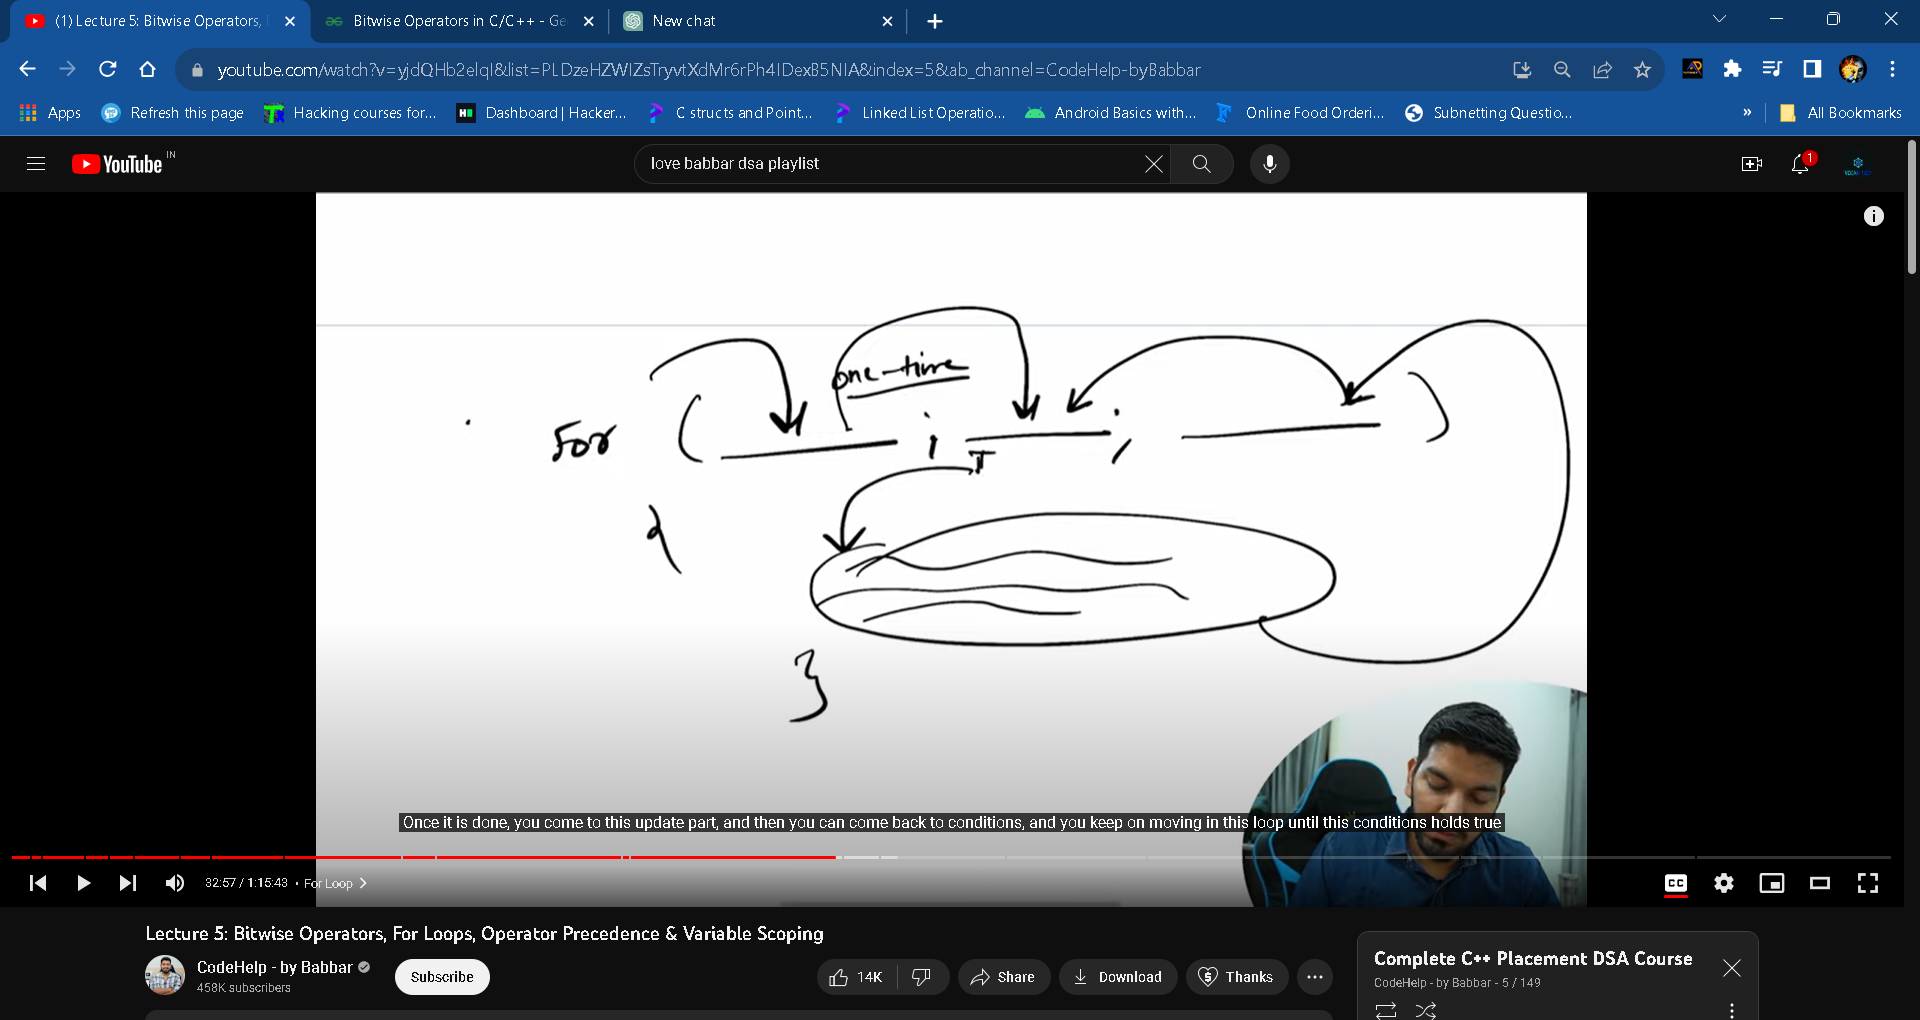 (1) Lecture 5: Bitwise Operators,
Bitwise Operators in C/C++ - Ge
New chat
youtube.com/watch?v=yjdQHb2elqI&list=PLDzeHZWIZsTryvtXdMr6rPh4IDexB5NIA&index=5&ab_channel=CodeHelp-byBabbar
Apps
Refresh this page
Hacking courses for...
Dashboard | Hacker...
C structs and Point...
Linked List Operatio...
Android Basics with...
Online Food Orderi...
Subnetting Questio...
»
All Bookmarks
YouTube IN
love babbar dsa playlist
1
one-time
For ( ; ; )
T
{
}
Once it is done, you come to this update part, and then you can come back to conditions, and you keep on moving in this loop until this conditions holds true
32:57 / 1:15:43 • For Loop
CC
Lecture 5: Bitwise Operators, For Loops, Operator Precedence & Variable Scoping
CodeHelp - by Babbar
458K subscribers
Subscribe
14K
Share
Download
Thanks
Complete C++ Placement DSA Course
CodeHelp - by Babbar - 5 / 149